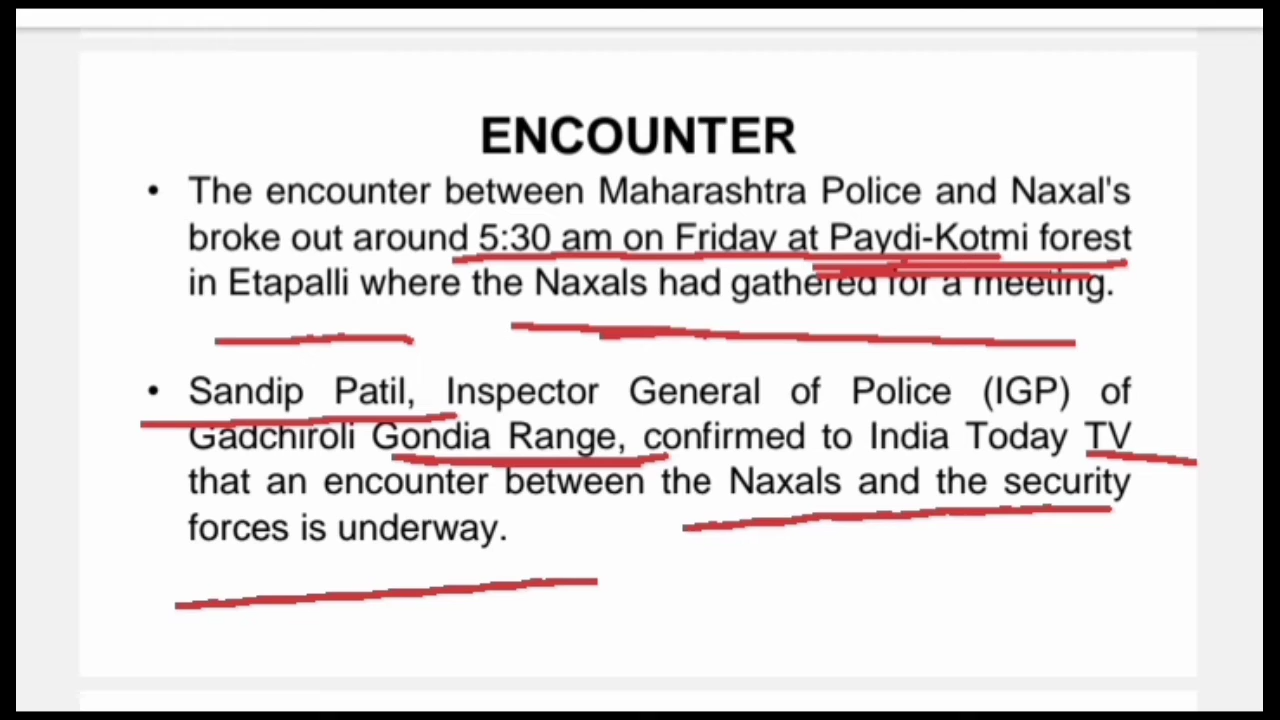 ENCOUNTER
• The encounter between Maharashtra Police and Naxal's
broke out around 5:30 am on Friday at Paydi-Kotmi forest
in Etapalli where the Naxals had gathered for a meeting.
• Sandip Patil, Inspector General of Police (IGP) of
Gadchiroli Gondia Range, confirmed to India Today TV
that an encounter between the Naxals and the security
forces is underway.